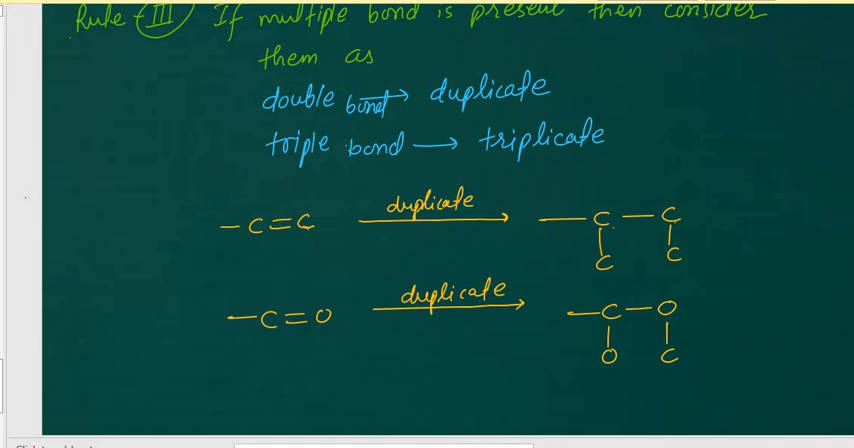 Rule-(III) If multiple bond is present then consider
them as
double bond → duplicate
triple bond → triplicate
-C=C duplicate → -C-C
C C
-C=O duplicate → -C-O
O C